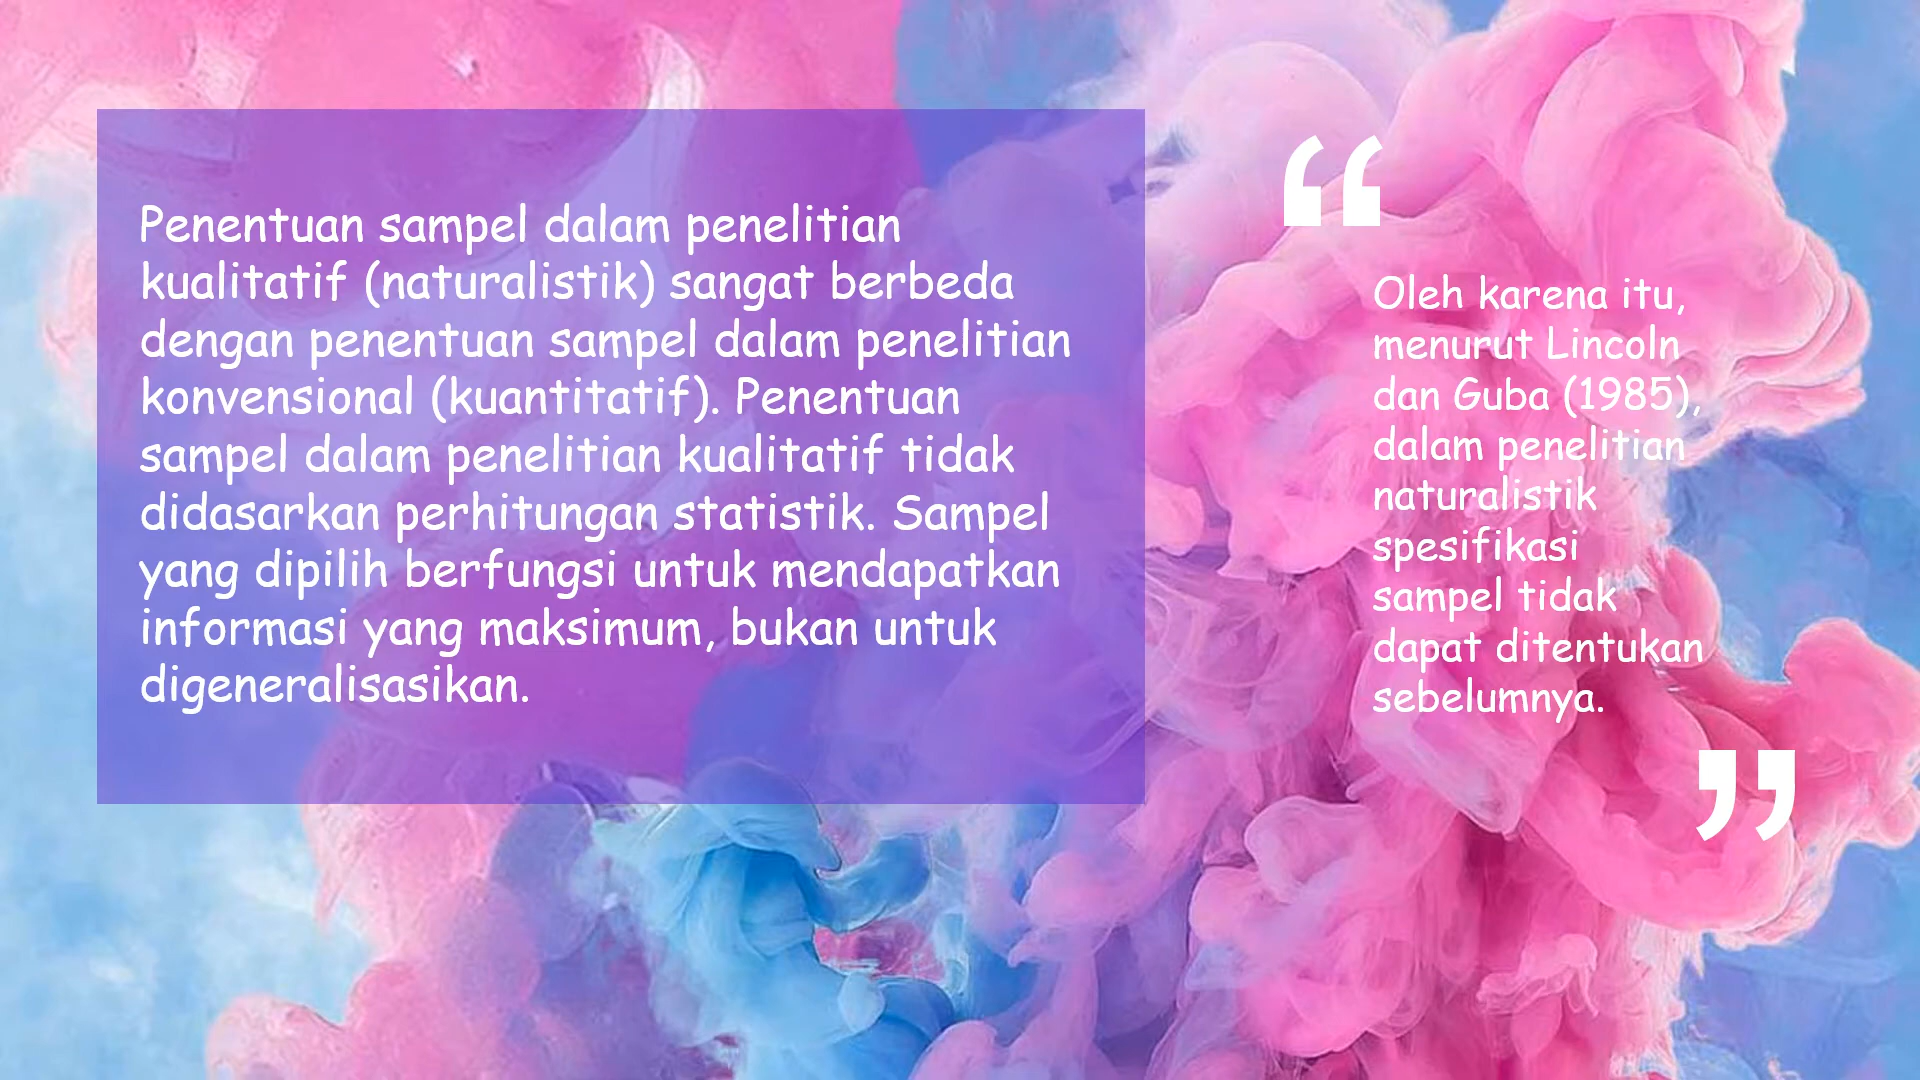 Penentuan sampel dalam penelitian
kualitatif (naturalistik) sangat berbeda
dengan penentuan sampel dalam penelitian
konvensional (kuantitatif). Penentuan
sampel dalam penelitian kualitatif tidak
didasarkan perhitungan statistik. Sampel
yang dipilih berfungsi untuk mendapatkan
informasi yang maksimum, bukan untuk
digeneralisasikan.
“
Oleh karena itu,
menurut Lincoln
dan Guba (1985),
dalam penelitian
naturalistik
spesifikasi
sampel tidak
dapat ditentukan
sebelumnya.
”